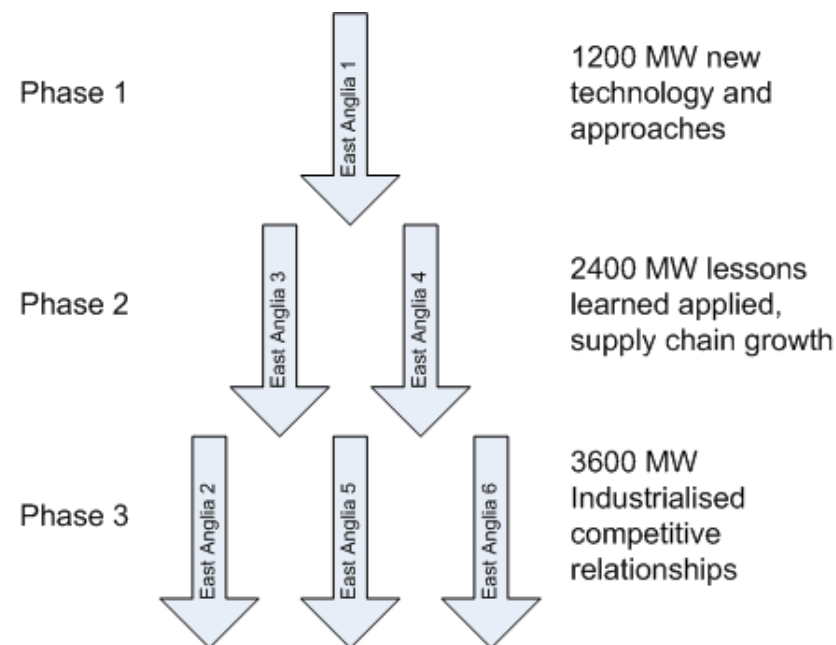 Phase 1
East Anglia 1
1200 MW new
technology and
approaches
Phase 2
East Anglia 3
East Anglia 4
2400 MW lessons
learned applied,
supply chain growth
Phase 3
East Anglia 2
East Anglia 5
East Anglia 6
3600 MW
Industrialised
competitive
relationships